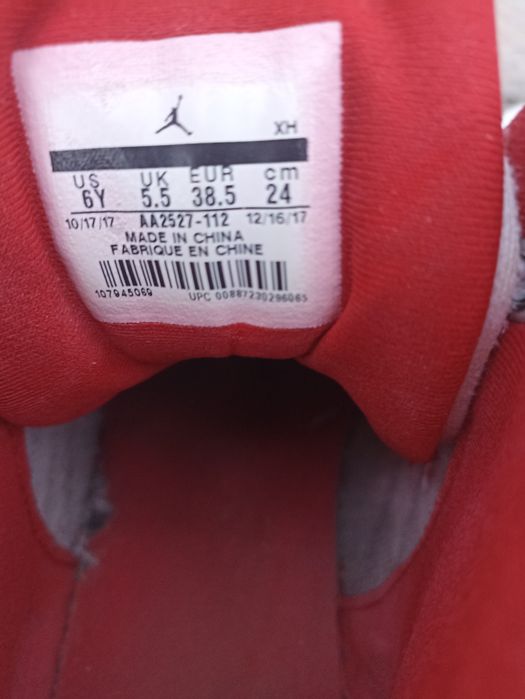 XH
US UK EUR cm
6Y 5.5 38.5 24
10/17/17 AA2527-112 12/16/17
MADE IN CHINA
FABRIQUE EN CHINE
107945069 UPC 00887230296065